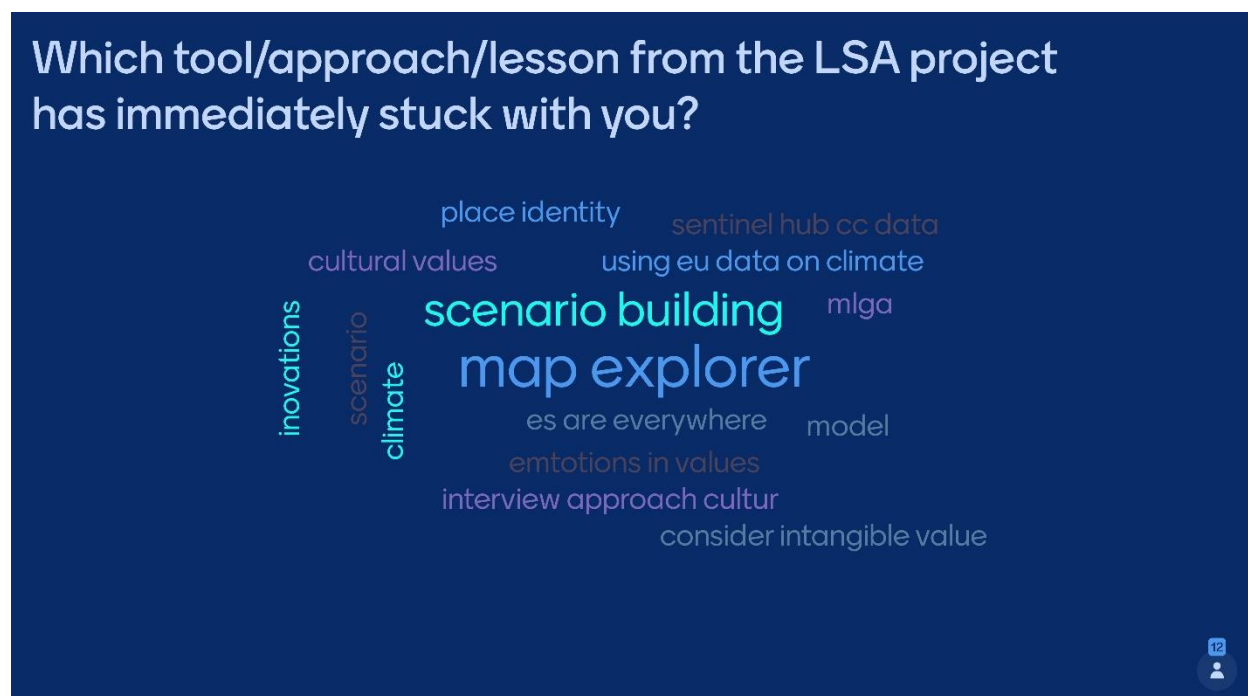 Which tool/approach/lesson from the LSA project
has immediately stuck with you?
place identity
sentinel hub cc data
cultural values
using eu data on climate
inovations
scenario
climate
scenario building
mlga
map explorer
es are everywhere
model
emtotions in values
interview approach cultur
consider intangible value
12